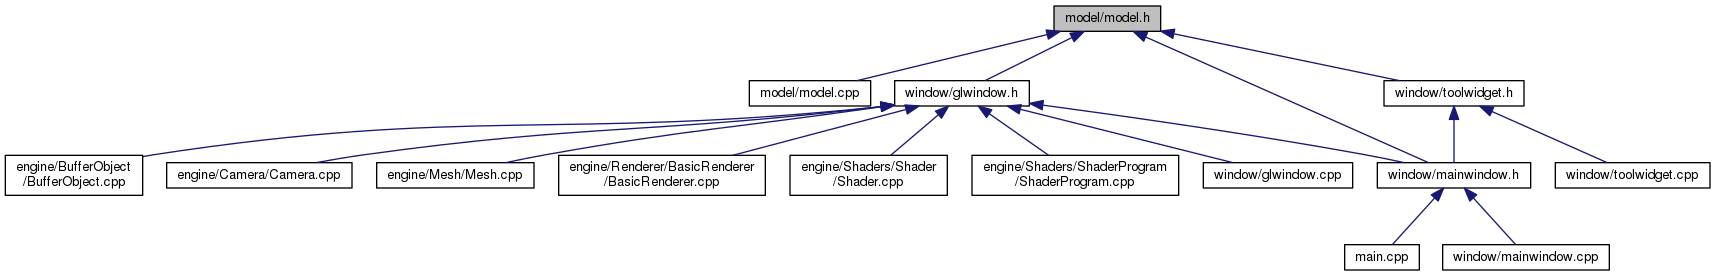 model/model.h
model/model.cpp
window/glwindow.h
window/toolwidget.h
engine/BufferObject
/BufferObject.cpp
engine/Camera/Camera.cpp
engine/Mesh/Mesh.cpp
engine/Renderer/BasicRenderer
/BasicRenderer.cpp
engine/Shaders/Shader
/Shader.cpp
engine/Shaders/ShaderProgram
/ShaderProgram.cpp
window/glwindow.cpp
window/mainwindow.h
window/toolwidget.cpp
main.cpp
window/mainwindow.cpp